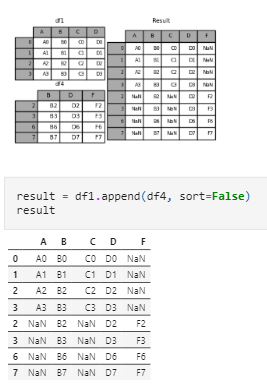 df1
A B C D
0 A0 B0 C0 D0
1 A1 B1 C1 D1
2 A2 B2 C2 D2
3 A3 B3 C3 D3
df4
B D F
2 B2 D2 F2
3 B3 D3 F3
6 B6 D6 F6
7 B7 D7 F7
Result
A B C D F
0 A0 B0 C0 D0 NaN
1 A1 B1 C1 D1 NaN
2 A2 B2 C2 D2 NaN
3 A3 B3 C3 D3 NaN
2 NaN B2 NaN D2 F2
3 NaN B3 NaN D3 F3
6 NaN B6 NaN D6 F6
7 NaN B7 NaN D7 F7
result = df1.append(df4, sort=False)
result
A B C D F
0 A0 B0 C0 D0 NaN
1 A1 B1 C1 D1 NaN
2 A2 B2 C2 D2 NaN
3 A3 B3 C3 D3 NaN
2 NaN B2 NaN D2 F2
3 NaN B3 NaN D3 F3
6 NaN B6 NaN D6 F6
7 NaN B7 NaN D7 F7